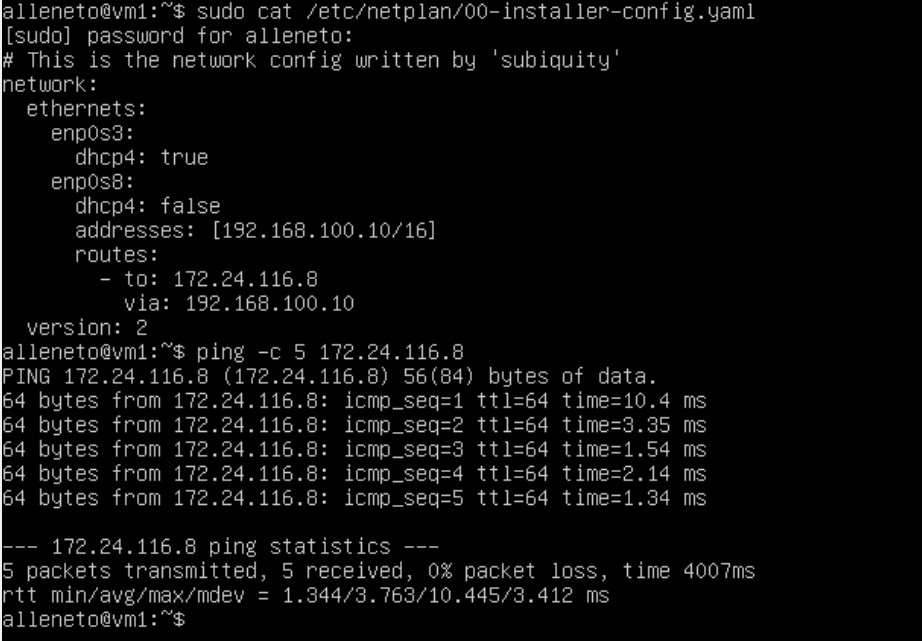 alleneto@vm1:~$ sudo cat /etc/netplan/00-installer-config.yaml
[sudo] password for alleneto:
# This is the network config written by 'subiquity'
network:
  ethernets:
    enp0s3:
      dhcp4: true
    enp0s8:
      dhcp4: false
      addresses: [192.168.100.10/16]
      routes:
        - to: 172.24.116.8
          via: 192.168.100.10
  version: 2
alleneto@vm1:~$ ping -c 5 172.24.116.8
PING 172.24.116.8 (172.24.116.8) 56(84) bytes of data.
64 bytes from 172.24.116.8: icmp_seq=1 ttl=64 time=10.4 ms
64 bytes from 172.24.116.8: icmp_seq=2 ttl=64 time=3.35 ms
64 bytes from 172.24.116.8: icmp_seq=3 ttl=64 time=1.54 ms
64 bytes from 172.24.116.8: icmp_seq=4 ttl=64 time=2.14 ms
64 bytes from 172.24.116.8: icmp_seq=5 ttl=64 time=1.34 ms

--- 172.24.116.8 ping statistics ---
5 packets transmitted, 5 received, 0% packet loss, time 4007ms
rtt min/avg/max/mdev = 1.344/3.763/10.445/3.412 ms
alleneto@vm1:~$